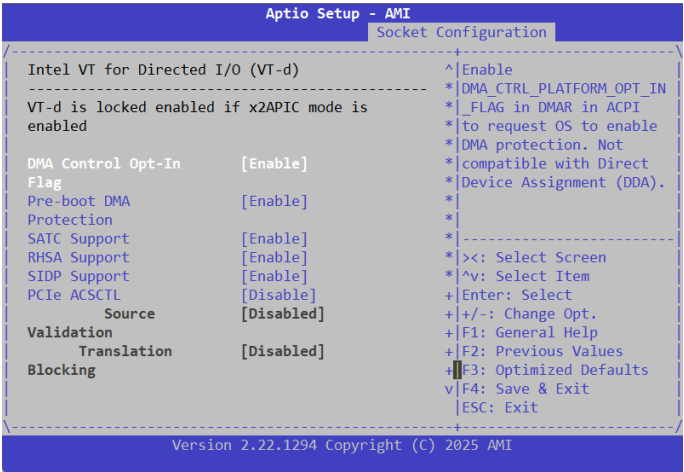 Aptio Setup - AMI
Socket Configuration
Intel VT for Directed I/O (VT-d)
VT-d is locked enabled if x2APIC mode is
enabled
DMA Control Opt-In [Enable]
Flag
Pre-boot DMA [Enable]
Protection
SATC Support [Enable]
RHSA Support [Enable]
SIDP Support [Enable]
PCIe ACSCTL [Disable]
Source [Disabled]
Validation
Translation [Disabled]
Blocking
Enable
DMA_CTRL_PLATFORM_OPT_IN
_FLAG in DMAR in ACPI
to request OS to enable
DMA protection. Not
compatible with Direct
Device Assignment (DDA).
><: Select Screen
^v: Select Item
Enter: Select
+/-: Change Opt.
F1: General Help
F2: Previous Values
F3: Optimized Defaults
F4: Save & Exit
ESC: Exit
Version 2.22.1294 Copyright (C) 2025 AMI